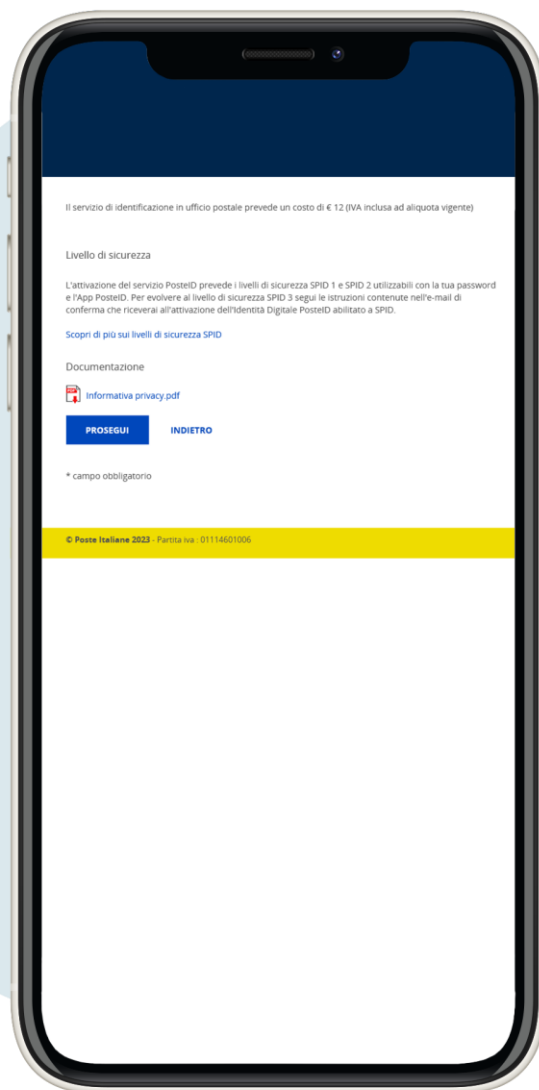 Il servizio di identificazione in ufficio postale prevede un costo di € 12 (IVA inclusa ad aliquota vigente)
Livello di sicurezza
L'attivazione del servizio PosteID prevede i livelli di sicurezza SPID 1 e SPID 2 utilizzabili con la tua password
e l'App PosteID. Per evolvere al livello di sicurezza SPID 3 segui le istruzioni contenute nell'e-mail di
conferma che riceverai all'attivazione dell'Identità Digitale PosteID abilitato a SPID.
Scopri di più sui livelli di sicurezza SPID
Documentazione
PDF Informativa privacy.pdf
PROSEGUI INDIETRO
* campo obbligatorio
© Poste Italiane 2023 - Partita iva : 01114601006